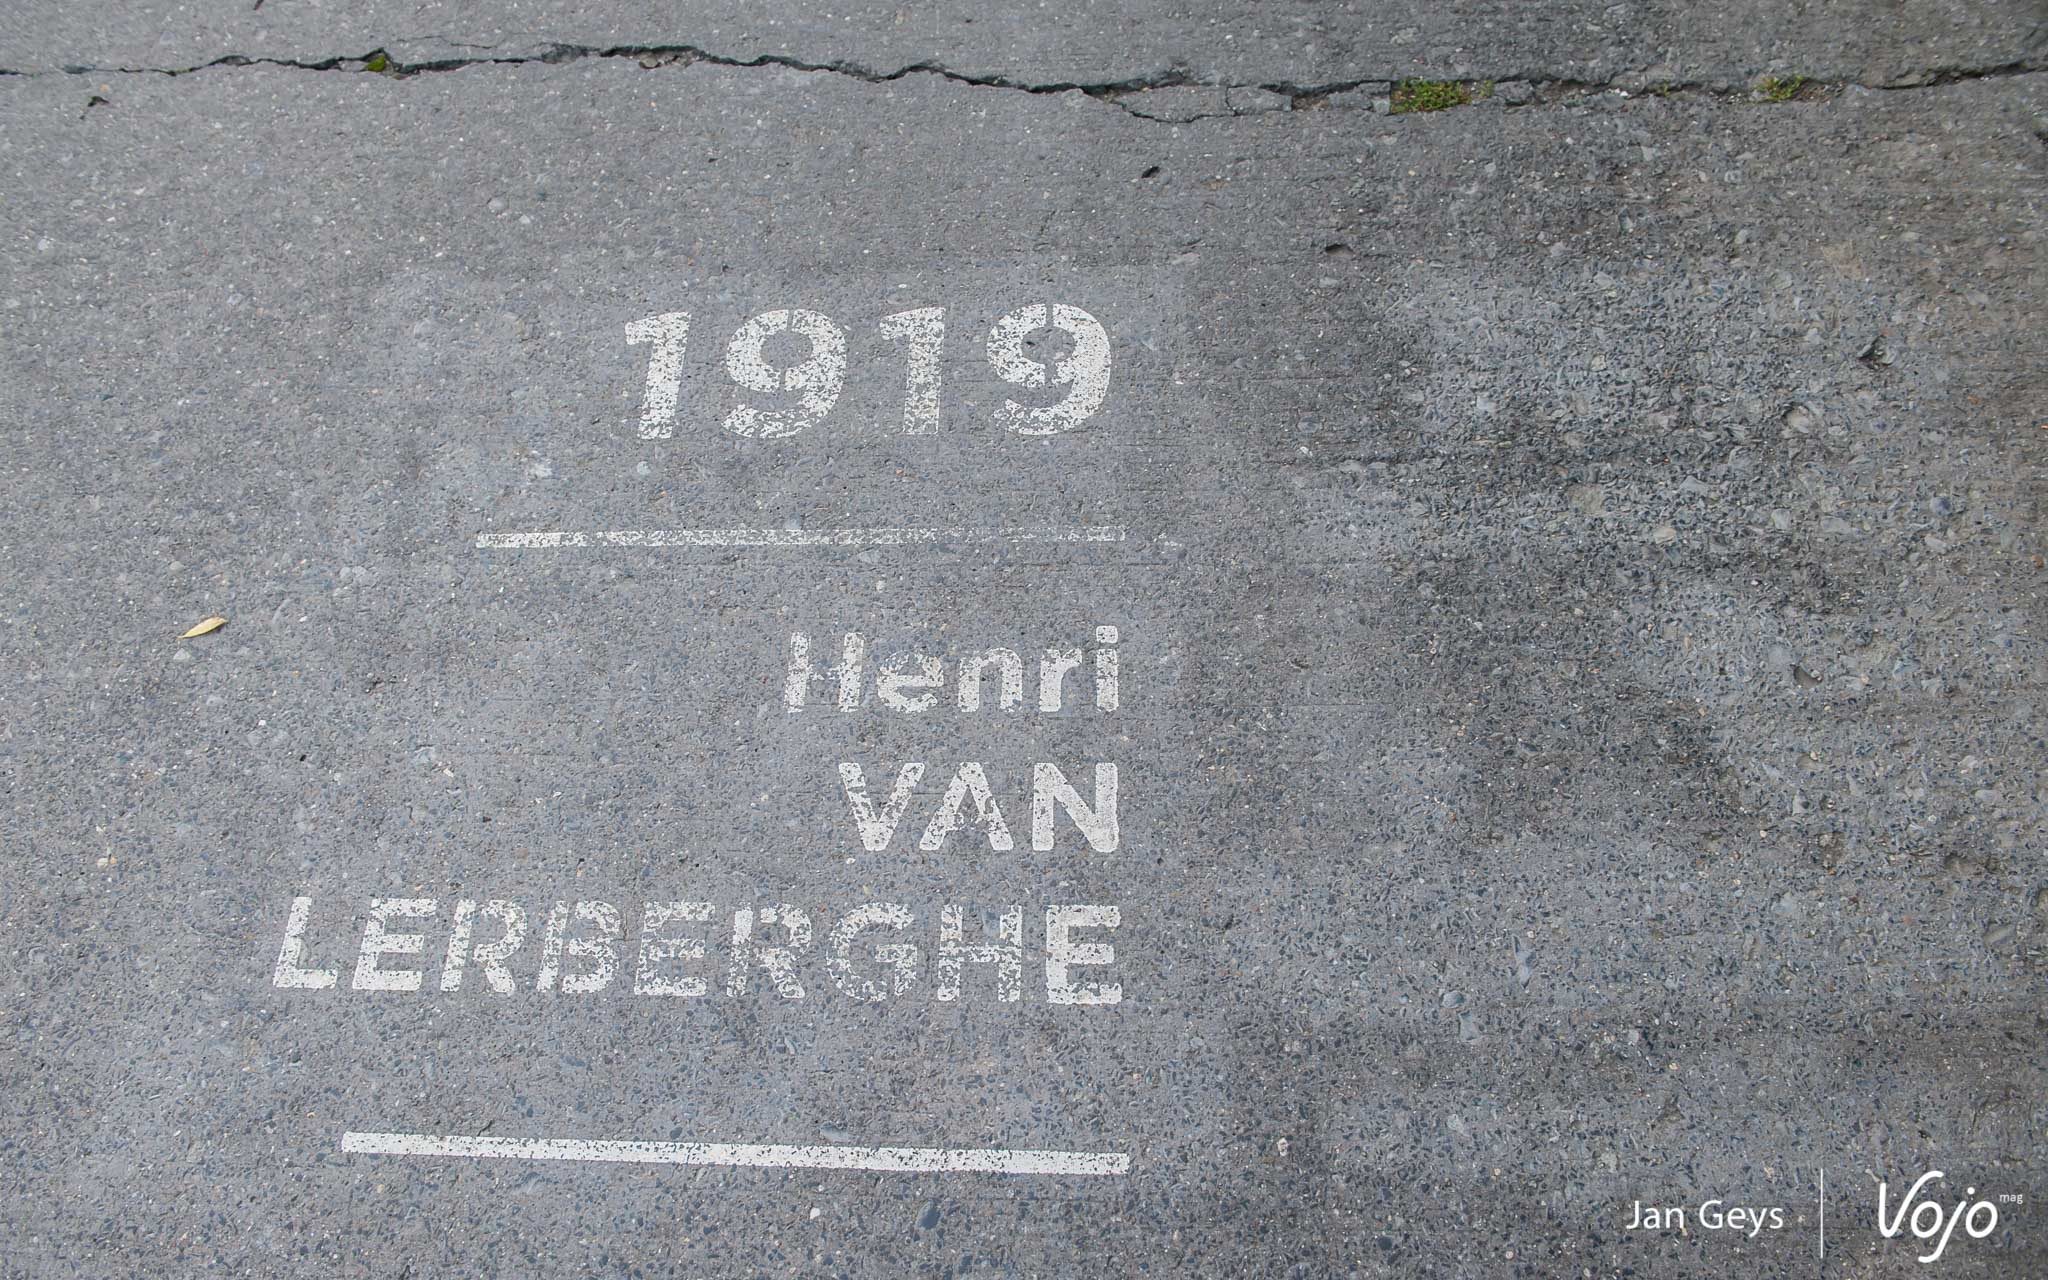 1919
Henri
VAN
LERBERGHE
Jan Geys
Vojo mag